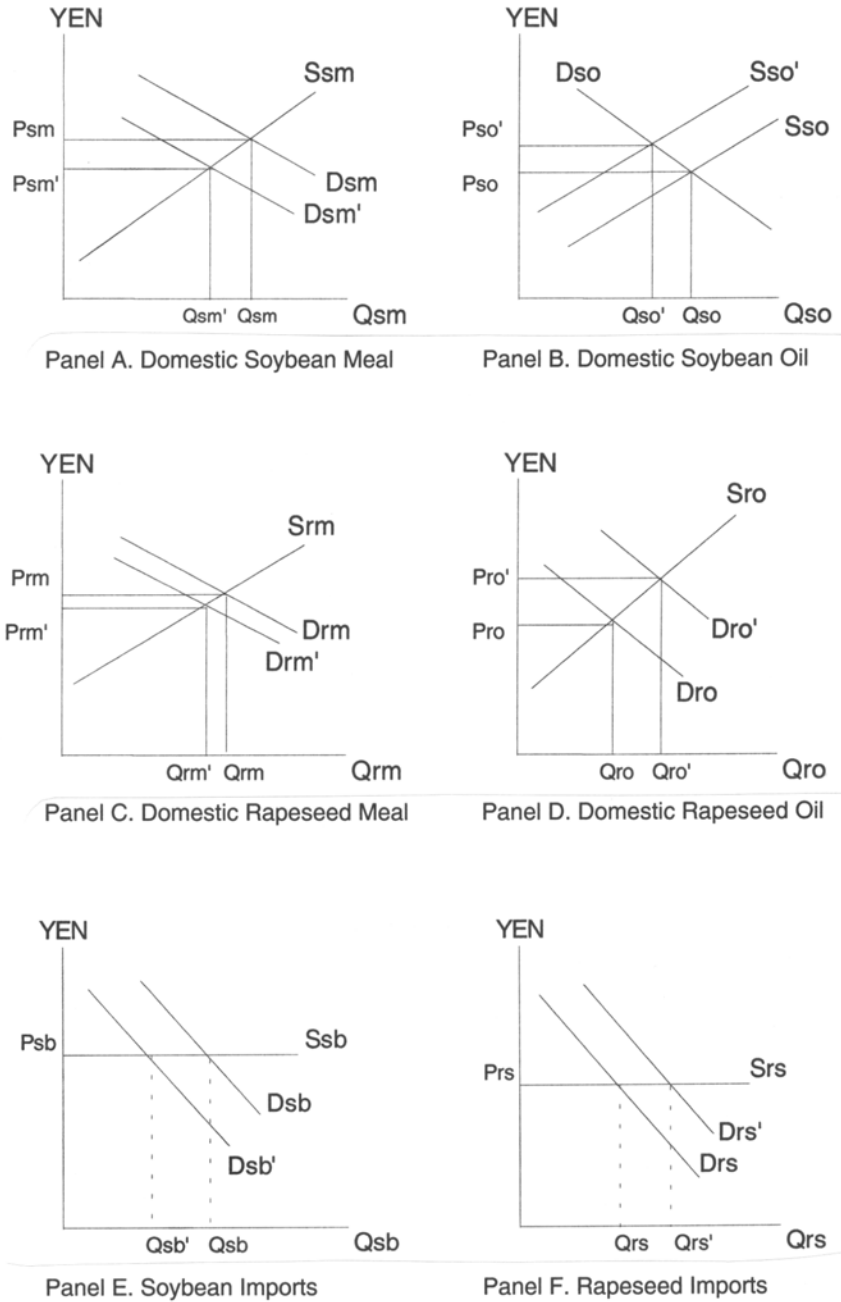 YEN
Ssm
Psm
Psm'
Dsm
Dsm'
Qsm' Qsm Qsm
Panel A. Domestic Soybean Meal
YEN
Dso Sso'
Sso
Pso'
Pso
Qso' Qso Qso
Panel B. Domestic Soybean Oil
YEN
Srm
Prm
Prm'
Drm
Drm'
Qrm' Qrm Qrm
Panel C. Domestic Rapeseed Meal
YEN
Sro
Pro'
Pro
Dro'
Dro
Qro Qro' Qro
Panel D. Domestic Rapeseed Oil
YEN
Psb Ssb
Dsb
Dsb'
Qsb' Qsb Qsb
Panel E. Soybean Imports
YEN
Prs Srs
Drs'
Drs
Qrs Qrs' Qrs
Panel F. Rapeseed Imports